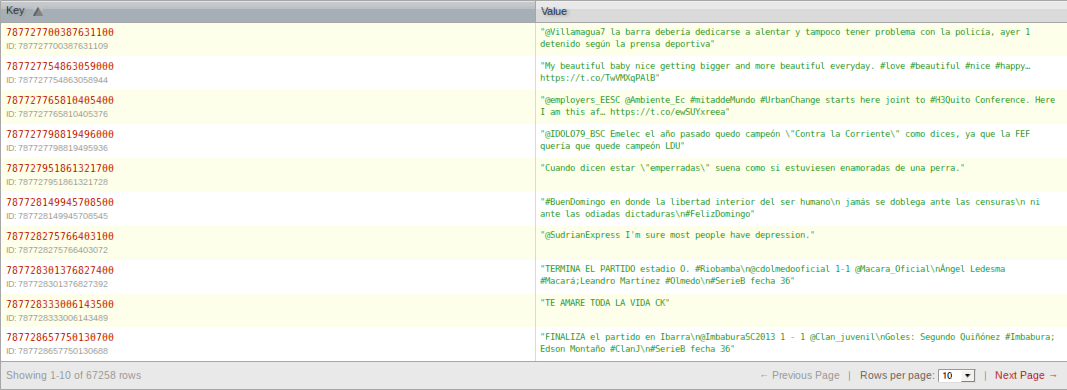 Key Value
787727700387631100
ID: 787727700387631109
"@Villamagua7 la barra debería dedicarse a alentar y tampoco tener problema con la policía, ayer 1
detenido según la prensa deportiva"
787727754863059000
ID: 787727754863058944
"My beautiful baby nice getting bigger and more beautiful everyday. #love #beautiful #nice #happy…
https://t.co/TwVMXqPAlB"
787727765810405400
ID: 787727765810405376
"@employers_EESC @Ambiente_Ec #mitaddeMundo #UrbanChange starts here joint to #H3Quito Conference. Here
I am this af… https://t.co/ewSUYxreea"
787727798819496000
ID: 787727798819495936
"@IDOLO79_BSC Emelec el año pasado quedo campeón \"Contra la Corriente\" como dices, ya que la FEF
quería que quede campeón LDU"
787727951861321700
ID: 787727951861321728
"Cuando dicen estar \"emperradas\" suena como si estuviesen enamoradas de una perra."
787728149945708500
ID: 787728149945708545
"#BuenDomingo en donde la libertad interior del ser humano\n jamás se doblega ante las censuras\n ni
ante las odiadas dictaduras\n#FelizDomingo"
787728275766403100
ID: 787728275766403072
"@SudrianExpress I'm sure most people have depression."
787728301376827400
ID: 787728301376827392
"TERMINA EL PARTIDO estadio O. #Riobamba\n@cdolmedooficial 1-1 @Macara_Oficial\nÁngel Ledesma
#Macará;Leandro Martínez #Olmedo\n#SerieB fecha 36"
787728333006143500
ID: 787728333006143489
"TE AMARE TODA LA VIDA CK"
787728657750130700
ID: 787728657750130688
"FINALIZA el partido en Ibarra\n@ImbaburaSC2013 1 - 1 @Clan_juvenil\nGoles: Segundo Quiñónez #Imbabura;
Edson Montaño #ClanJ\n#SerieB fecha 36"
Showing 1-10 of 67258 rows ← Previous Page | Rows per page: 10 | Next Page →